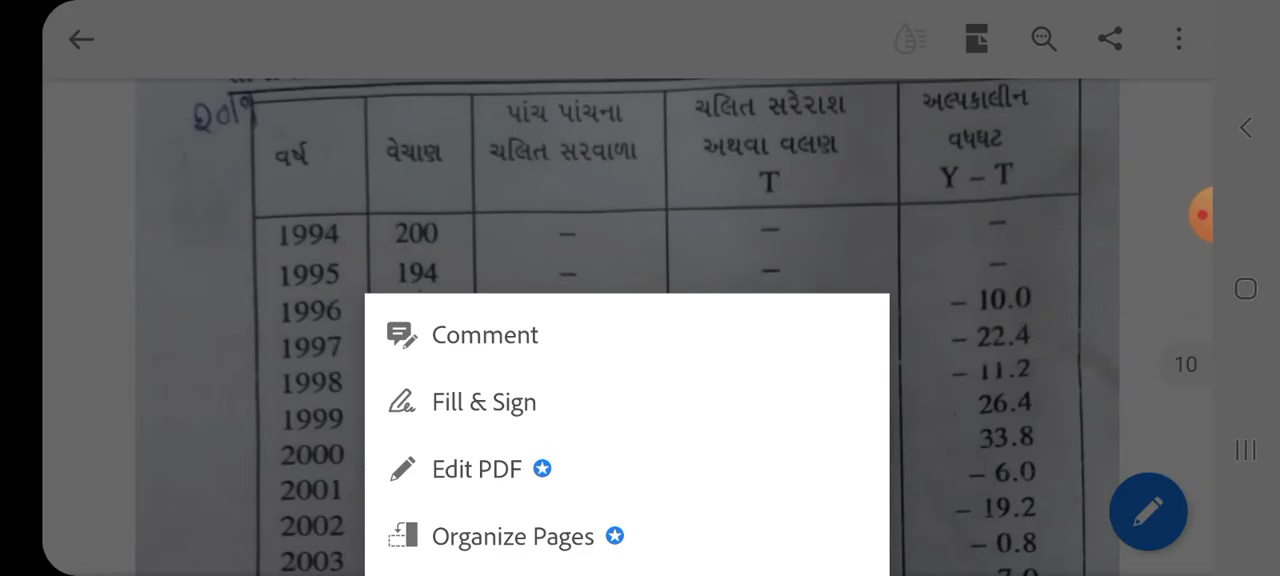 ૨૦૧
વર્ષ વેચાણ પાંચ પાંચના ચલિત સરેરાશ અલ્પકાલીન
ચલિત સરવાળા અથવા વલણ વધઘટ
T Y – T
1994 200 – – –
1995 194 – – –
1996 – 10.0
1997 – 22.4
1998 – 11.2
1999 26.4
2000 33.8
2001 – 6.0
2002 – 19.2
2003 – 0.8
Comment
Fill & Sign
Edit PDF
Organize Pages
10